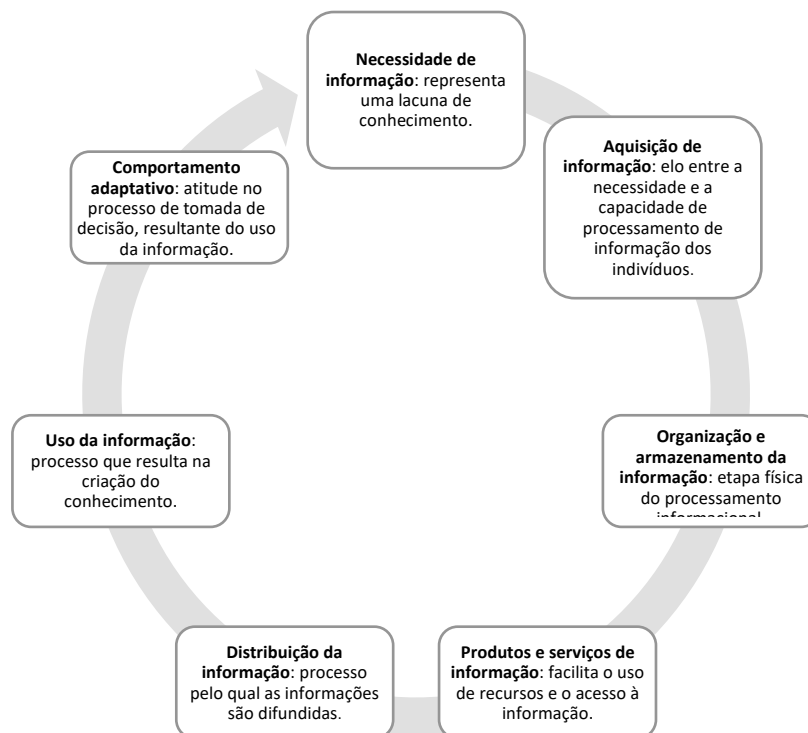 Necessidade de
informação: representa
uma lacuna de
conhecimento.
Aquisição de
informação: elo entre a
necessidade e a
capacidade de
processamento de
informação dos
indivíduos.
Organização e
armazenamento da
informação: etapa física
do processamento
informacional.
Produtos e serviços de
informação: facilita o uso
de recursos e o acesso à
informação.
Distribuição da
informação: processo
pelo qual as informações
são difundidas.
Uso da informação:
processo que resulta na
criação do
conhecimento.
Comportamento
adaptativo: atitude no
processo de tomada de
decisão, resultante do uso
da informação.